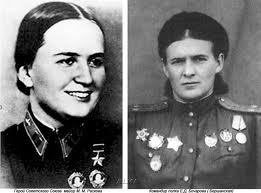 Герой Советского Союза майор М. М. Раскова
Командир полка Е.Д. Бочарова (Бершанская)